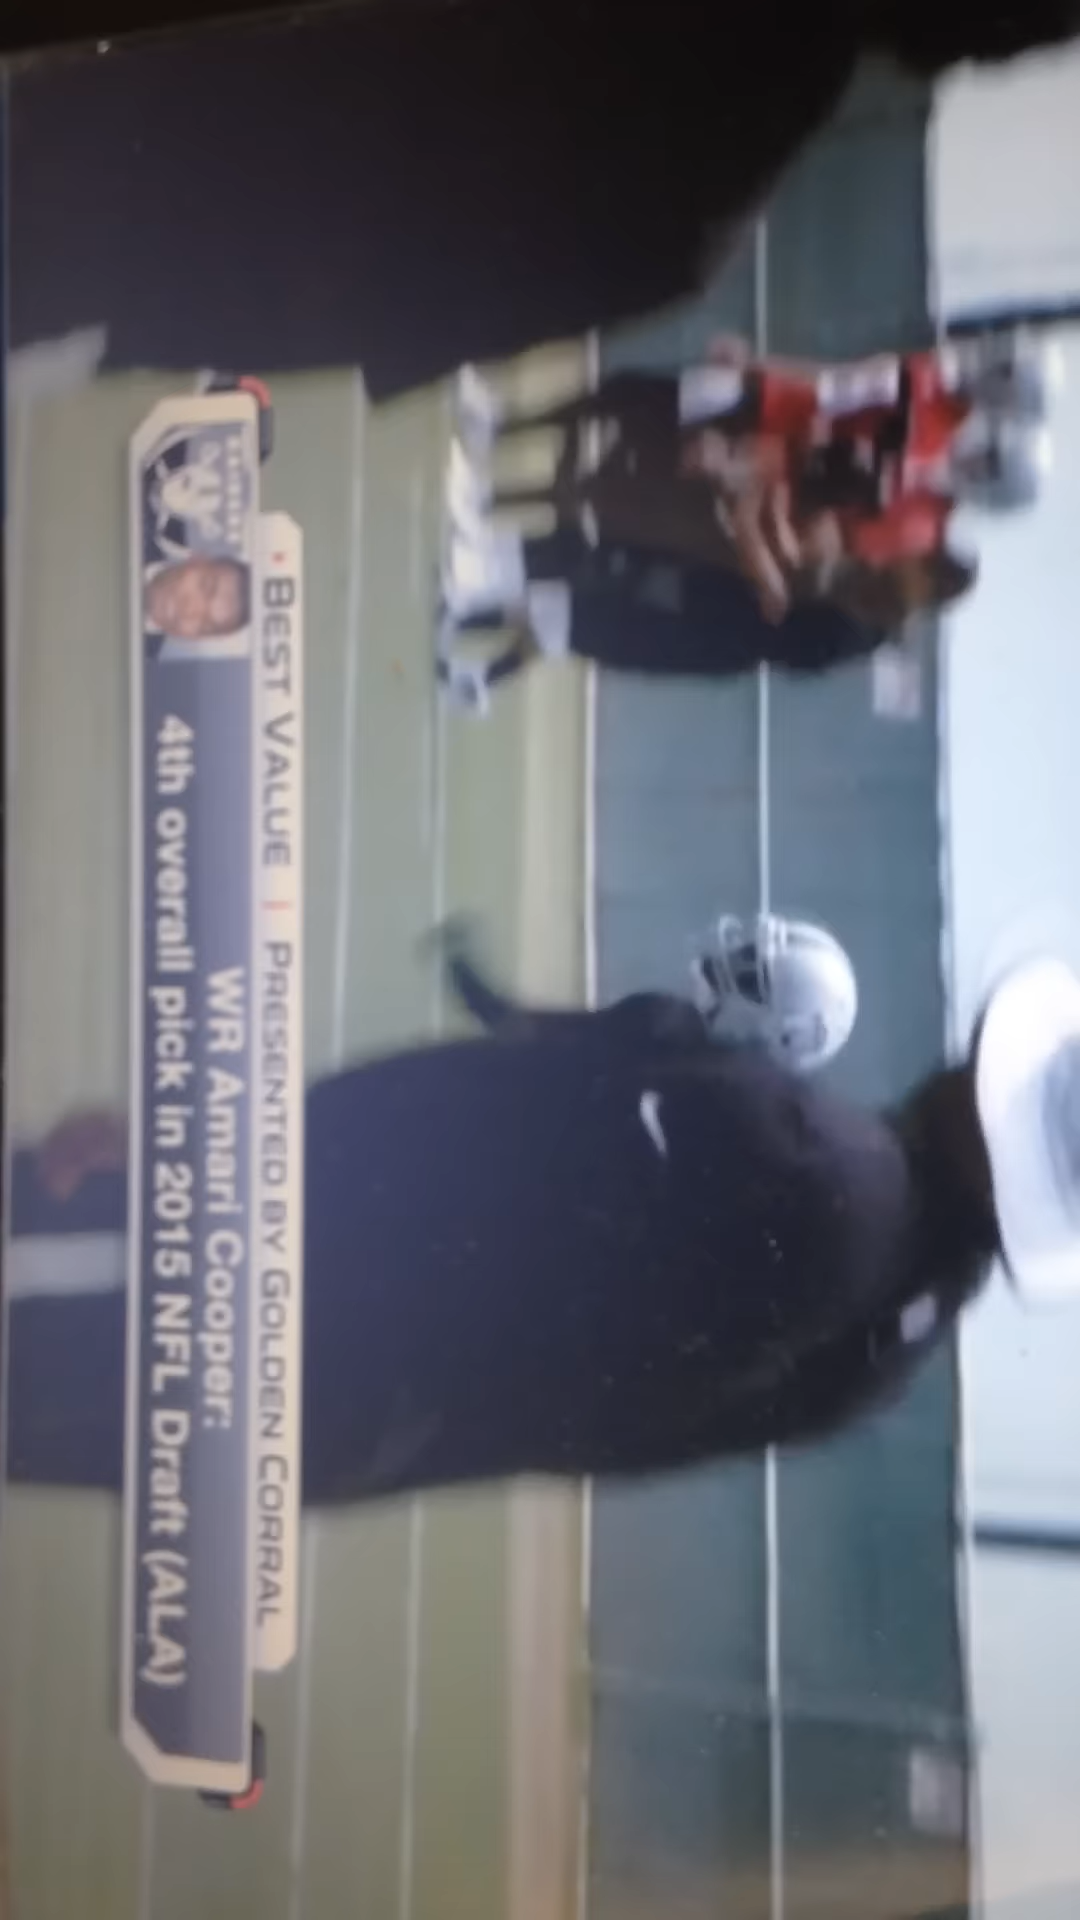 • BEST VALUE | PRESENTED BY GOLDEN CORRAL
WR Amari Cooper:
4th overall pick in 2015 NFL Draft (ALA)